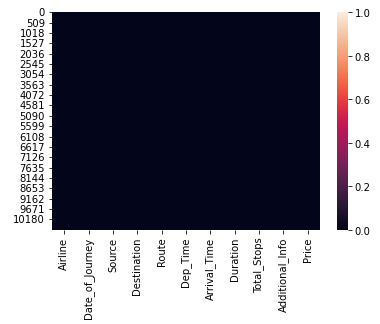 0
509
1018
1527
2036
2545
3054
3563
4072
4581
5090
5599
6108
6617
7126
7635
8144
8653
9162
9671
10180
1.0
0.8
0.6
0.4
0.2
0.0
Airline
Date_of_Journey
Source
Destination
Route
Dep_Time
Arrival_Time
Duration
Total_Stops
Additional_Info
Price